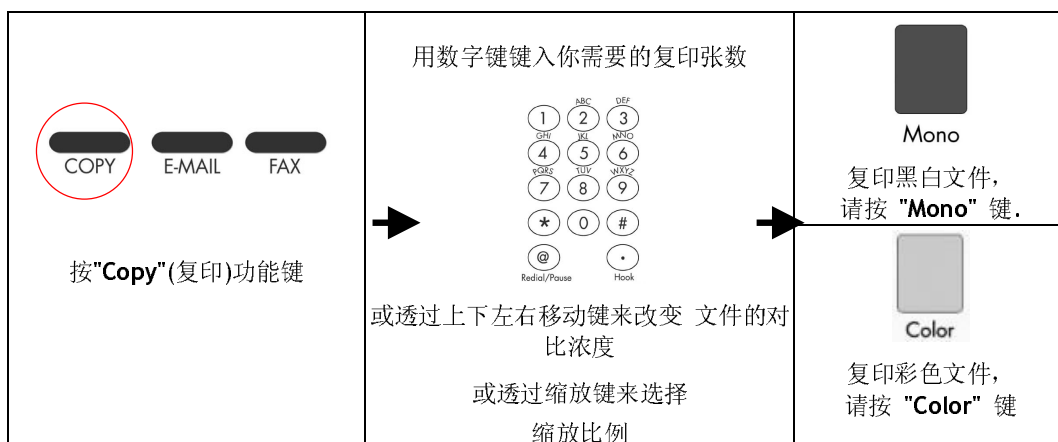 COPY E-MAIL FAX
按"Copy"(复印)功能键
用数字键键入你需要的复印张数
ABC DEF
1 2 3
GHI JKL MNO
4 5 6
PQRS TUV WXYZ
7 8 9
* 0 #
@ •
Redial/Pause Hook
或透过上下左右移动键来改变 文件的对
比浓度
或透过缩放键来选择
缩放比例
Mono
复印黑白文件，
请按 "Mono" 键.
Color
复印彩色文件，
请按 "Color" 键